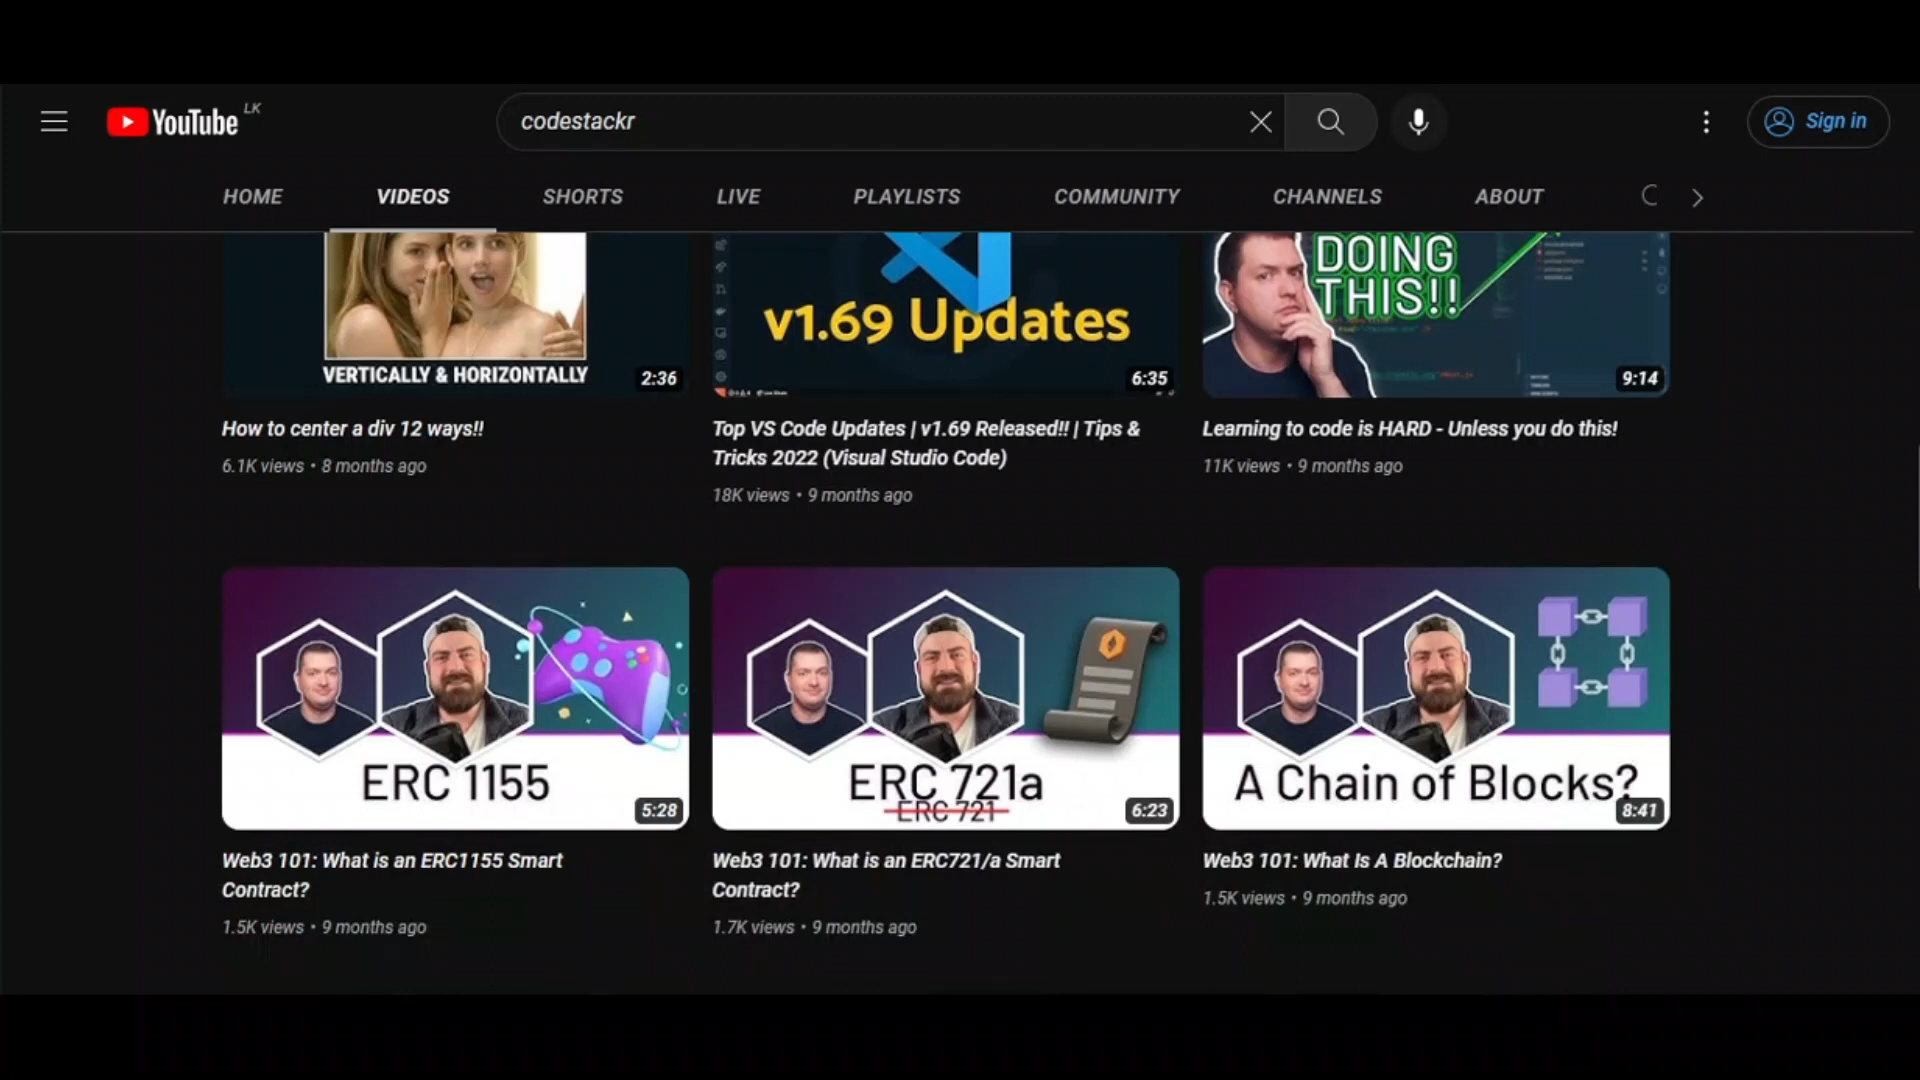 YouTube LK
codestackr
Sign in
HOME VIDEOS SHORTS LIVE PLAYLISTS COMMUNITY CHANNELS ABOUT
VERTICALLY & HORIZONTALLY
2:36
v1.69 Updates
6:35
DOING
THIS!!
9:14
How to center a div 12 ways!!
6.1K views • 8 months ago
Top VS Code Updates | v1.69 Released!! | Tips &
Tricks 2022 (Visual Studio Code)
18K views • 9 months ago
Learning to code is HARD - Unless you do this!
11K views • 9 months ago
ERC 1155
5:28
ERC 721a
ERC 721
6:23
A Chain of Blocks?
8:41
Web3 101: What is an ERC1155 Smart
Contract?
1.5K views • 9 months ago
Web3 101: What is an ERC721/a Smart
Contract?
1.7K views • 9 months ago
Web3 101: What Is A Blockchain?
1.5K views • 9 months ago